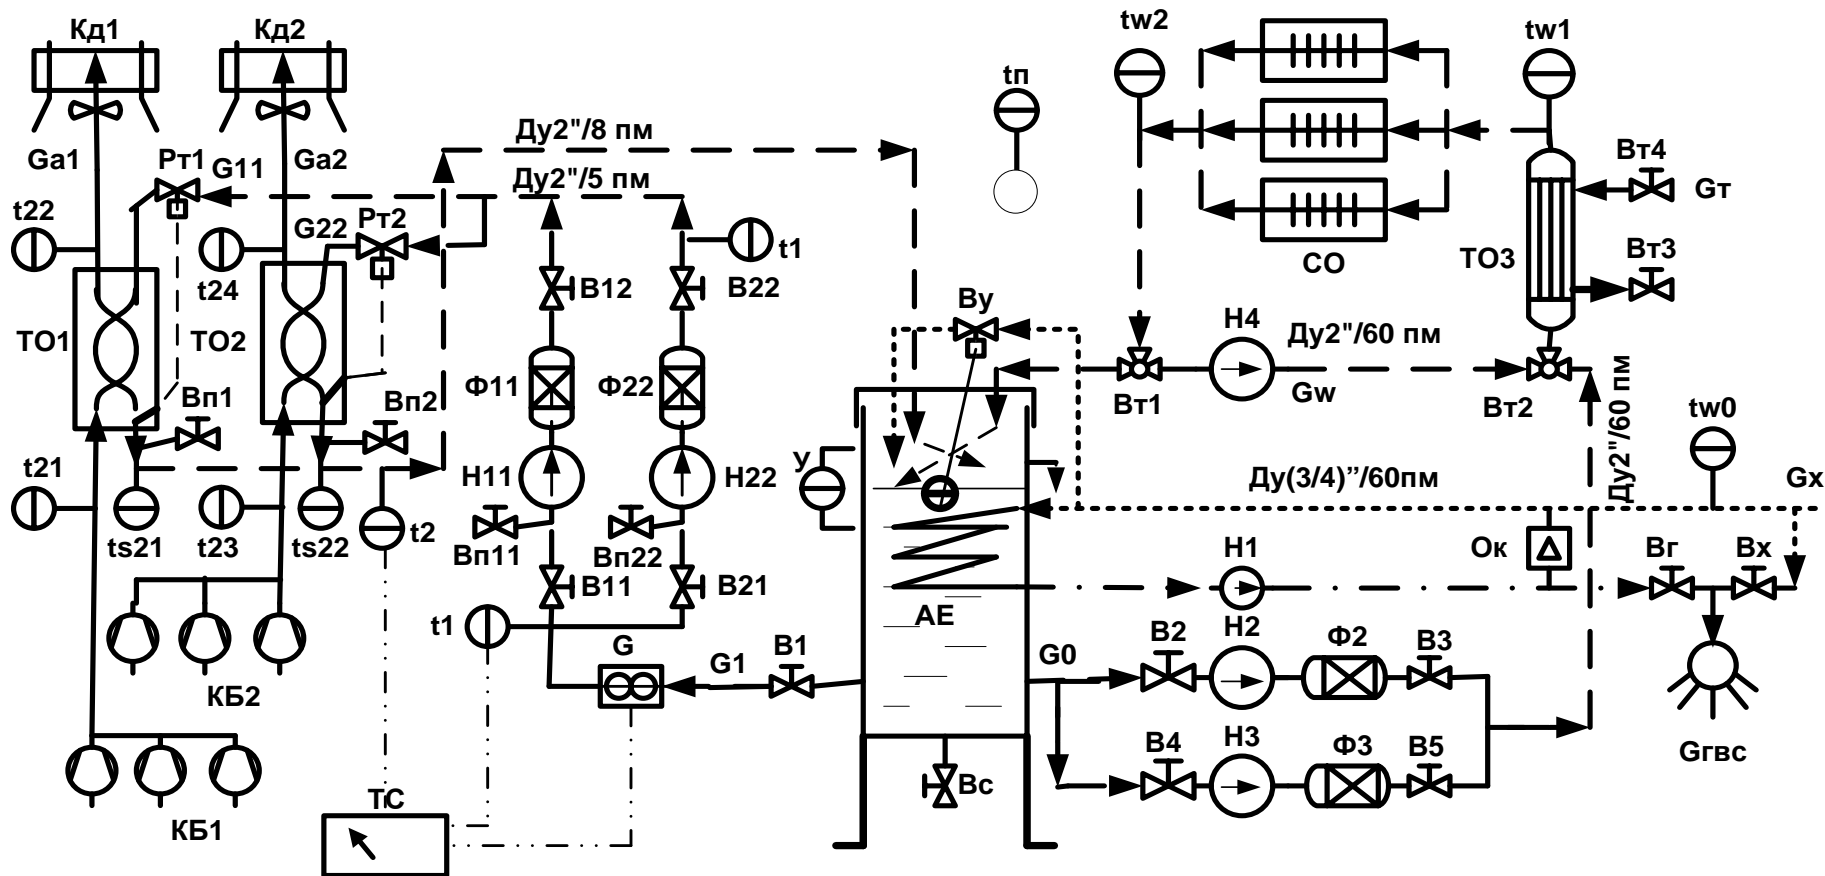 Кд1
Кд2
tw2
tw1
tп
Ду2"/8 пм
Gа1
Рт1
G11
Gа2
Ду2"/5 пм
Вт4
Gт
t22
G22
Рт2
t1
СО
ТО3
Вт3
t24
В12
В22
Ву
Н4
Ду2"/60 пм
ТО1
ТО2
Ф11
Ф22
Вп1
Вп2
Вт1
Gw
Вт2
Ду2"/60 пм
tw0
t21
Н11
Н22
У
Ду(3/4)”/60пм
Gх
ts21
t23
ts22
t2
Вп11
Вп22
Н1
Ок
Вг
Вх
В11
В21
t1
АЕ
G
G1
В1
G0
В2
Н2
Ф2
В3
КБ2
В4
Н3
Ф3
В5
Gгвс
Вс
ТС
КБ1